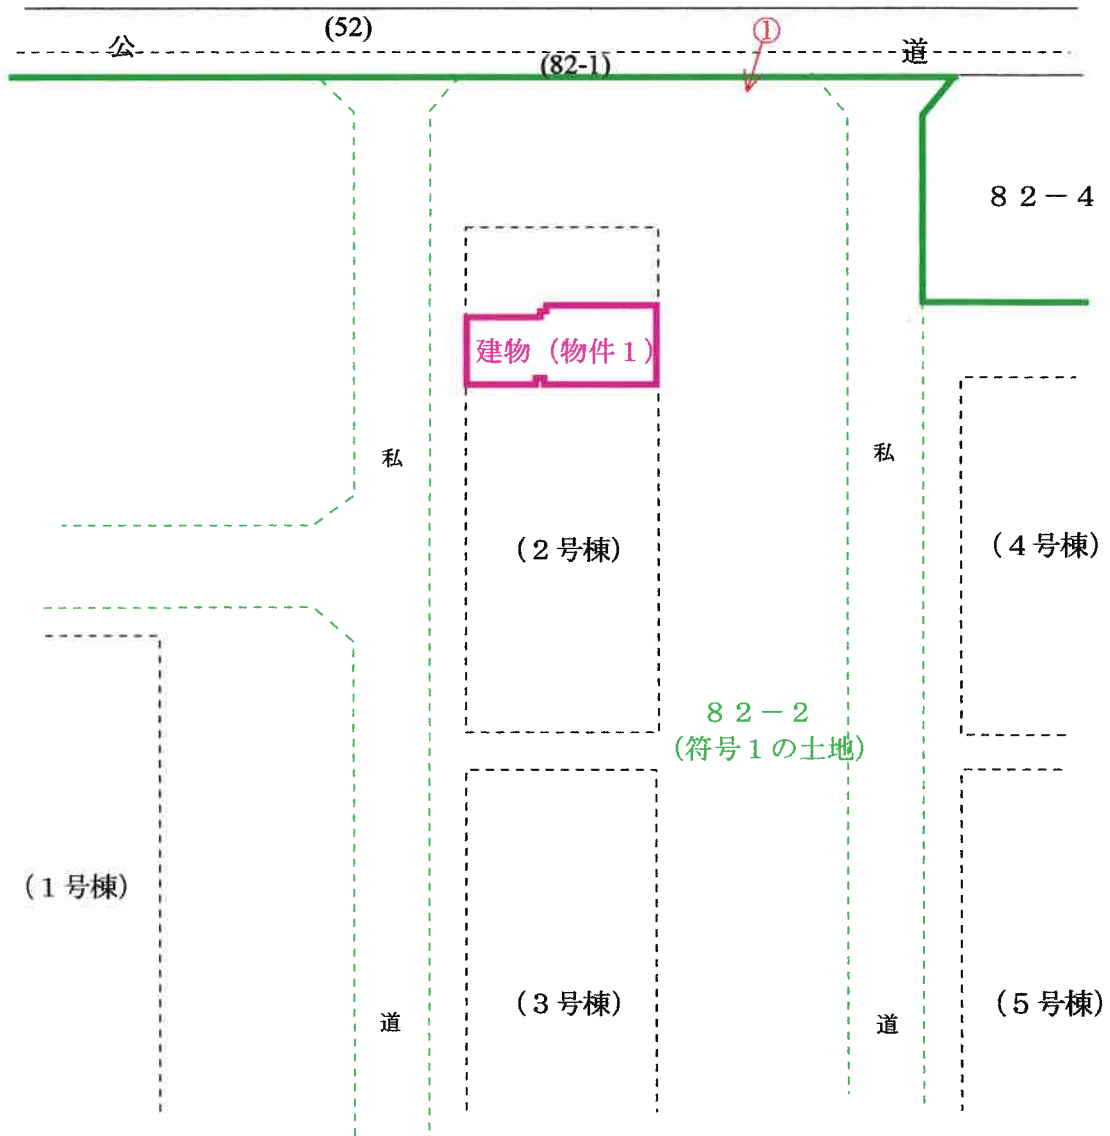 (52)
①
公
道
(82-1)
８２－４
建物（物件１）
私
私
（２号棟）
（４号棟）
８２－２
（符号１の土地）
（１号棟）
（３号棟）
（５号棟）
道
道